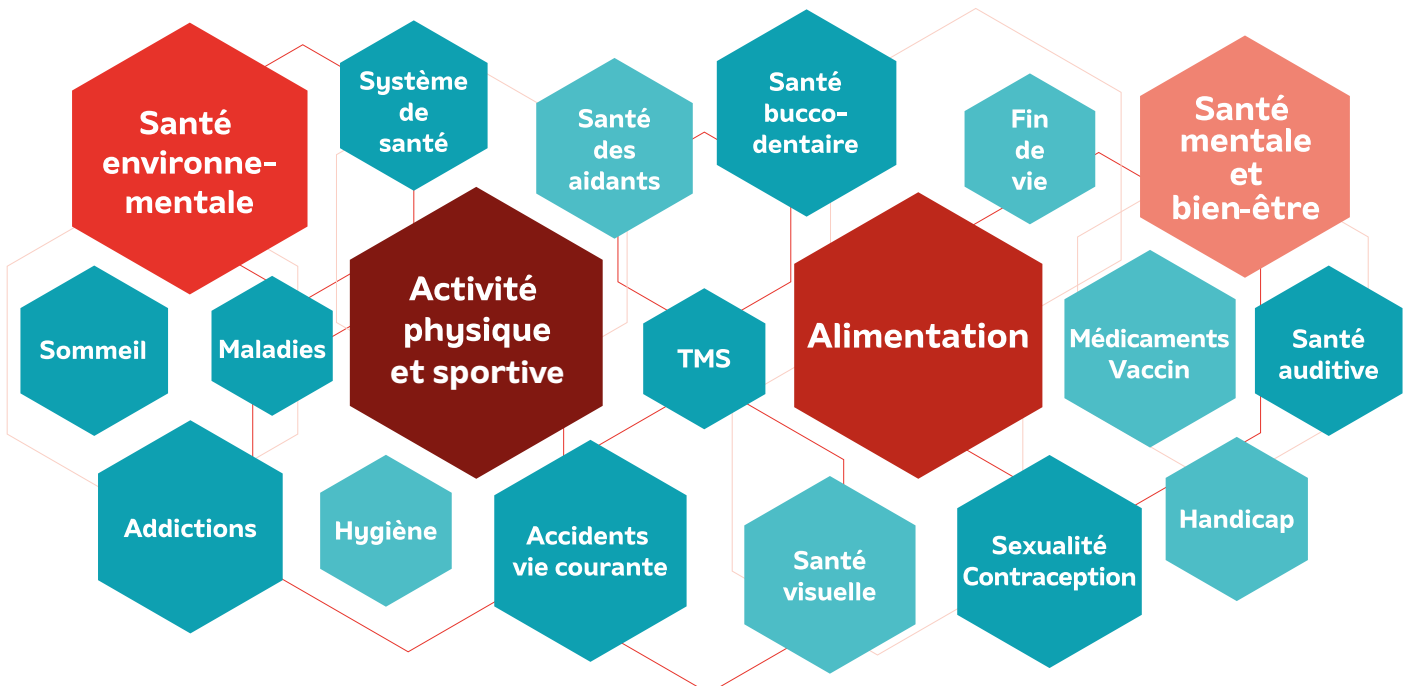 Santé
environne-
mentale
Système
de
santé
Santé
des
aidants
Santé
bucco-
dentaire
Fin
de
vie
Santé
mentale
et
bien-être
Sommeil
Maladies
Activité
physique
et sportive
TMS
Alimentation
Médicaments
Vaccin
Santé
auditive
Addictions
Hygiène
Accidents
vie courante
Santé
visuelle
Sexualité
Contraception
Handicap